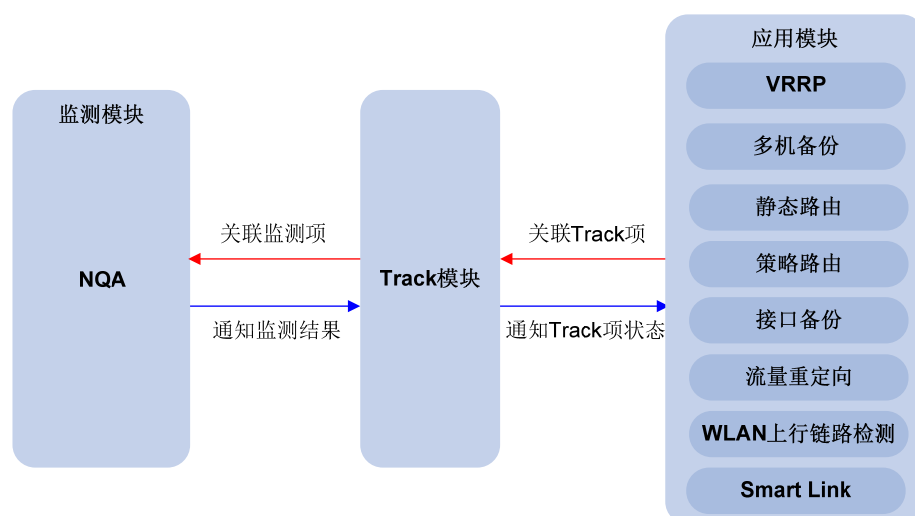 监测模块
NQA
关联监测项
通知监测结果
Track模块
关联Track项
通知Track项状态
应用模块
VRRP
多机备份
静态路由
策略路由
接口备份
流量重定向
WLAN上行链路检测
Smart Link